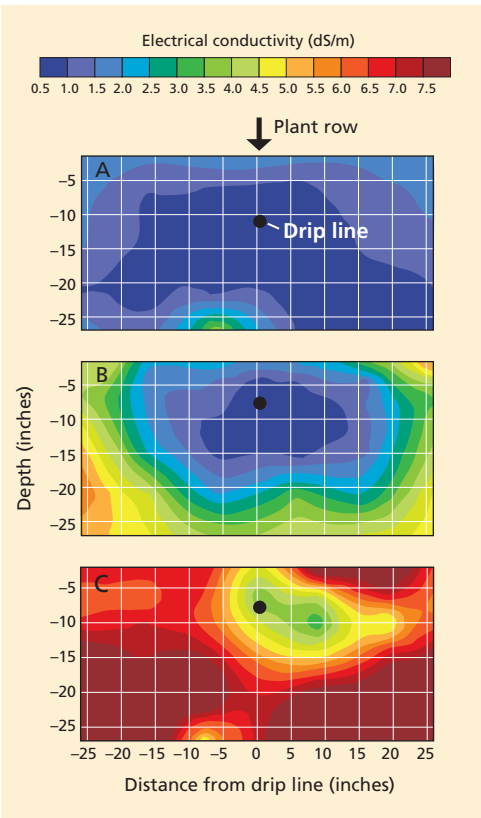 Electrical conductivity (dS/m)
0.5 1.0 1.5 2.0 2.5 3.0 3.5 4.0 4.5 5.0 5.5 6.0 6.5 7.0 7.5
Plant row
A
Drip line
−5
−10
−15
−20
−25
B
−5
−10
−15
−20
−25
Depth (inches)
C
−5
−10
−15
−20
−25
−25 −20 −15 −10 −5 0 5 10 15 20 25
Distance from drip line (inches)